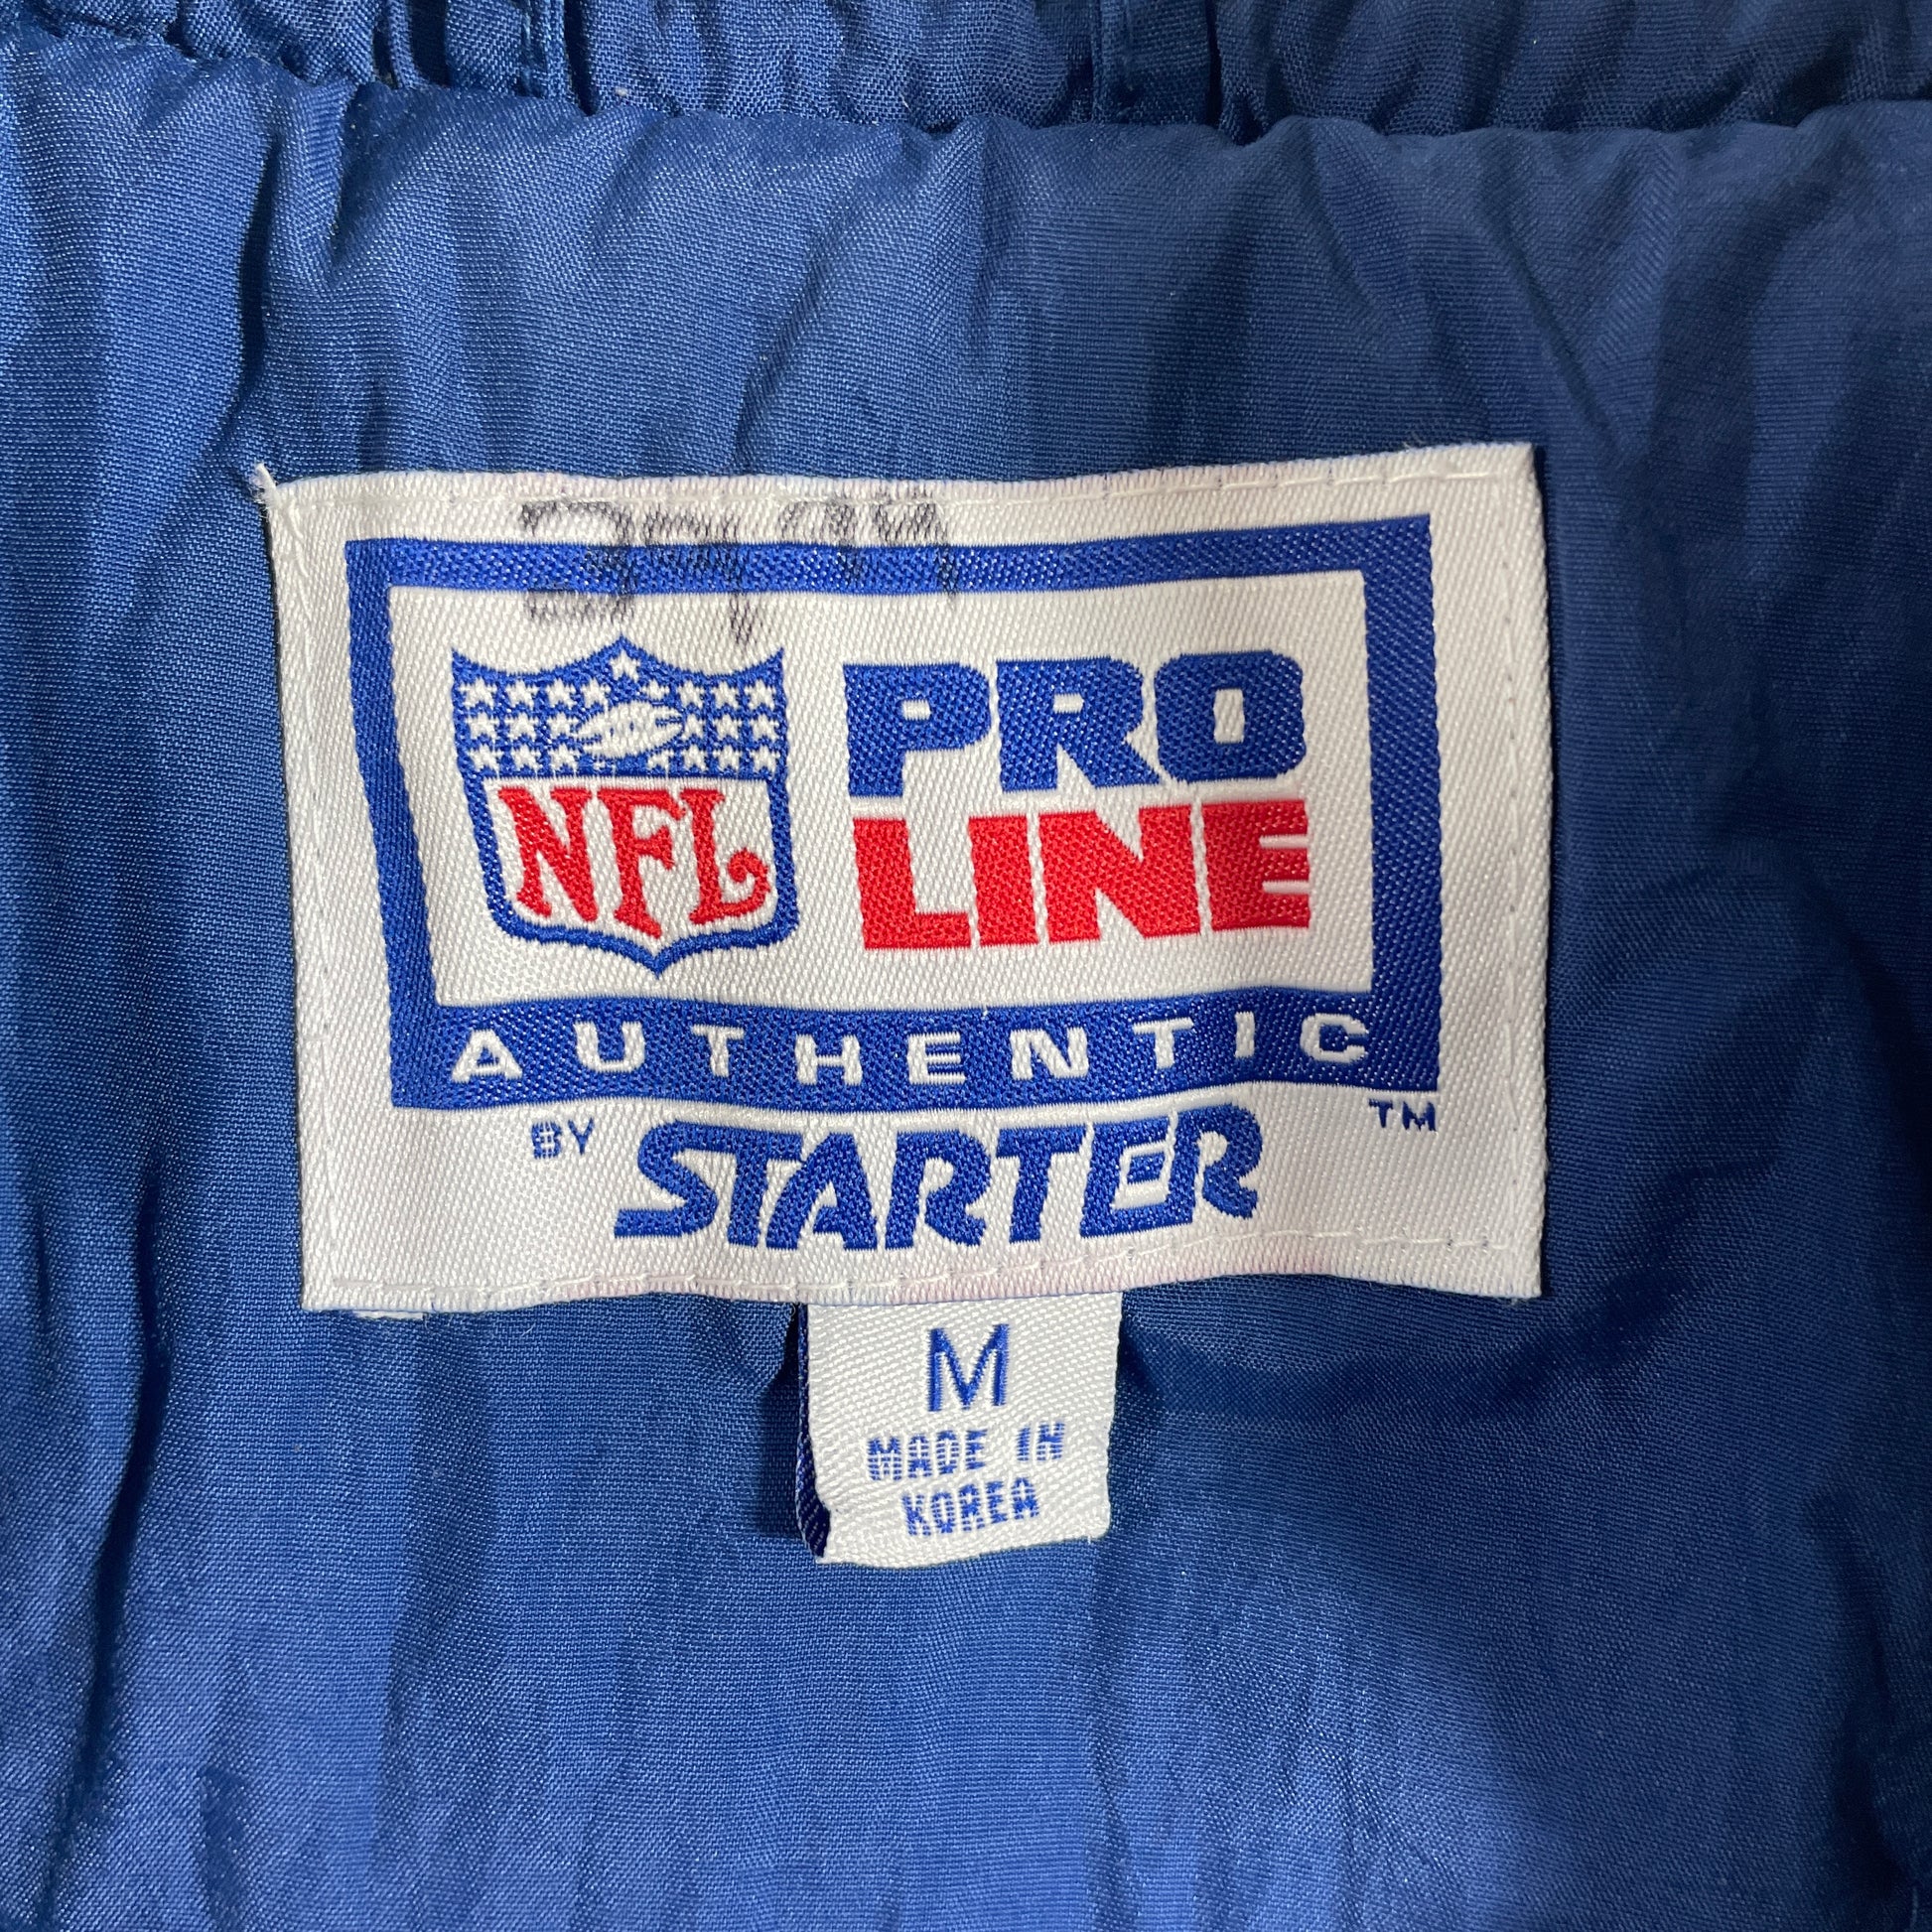 NFL PRO
LINE
AUTHENTIC
BY STARTER TM
M
MADE IN
KOREA